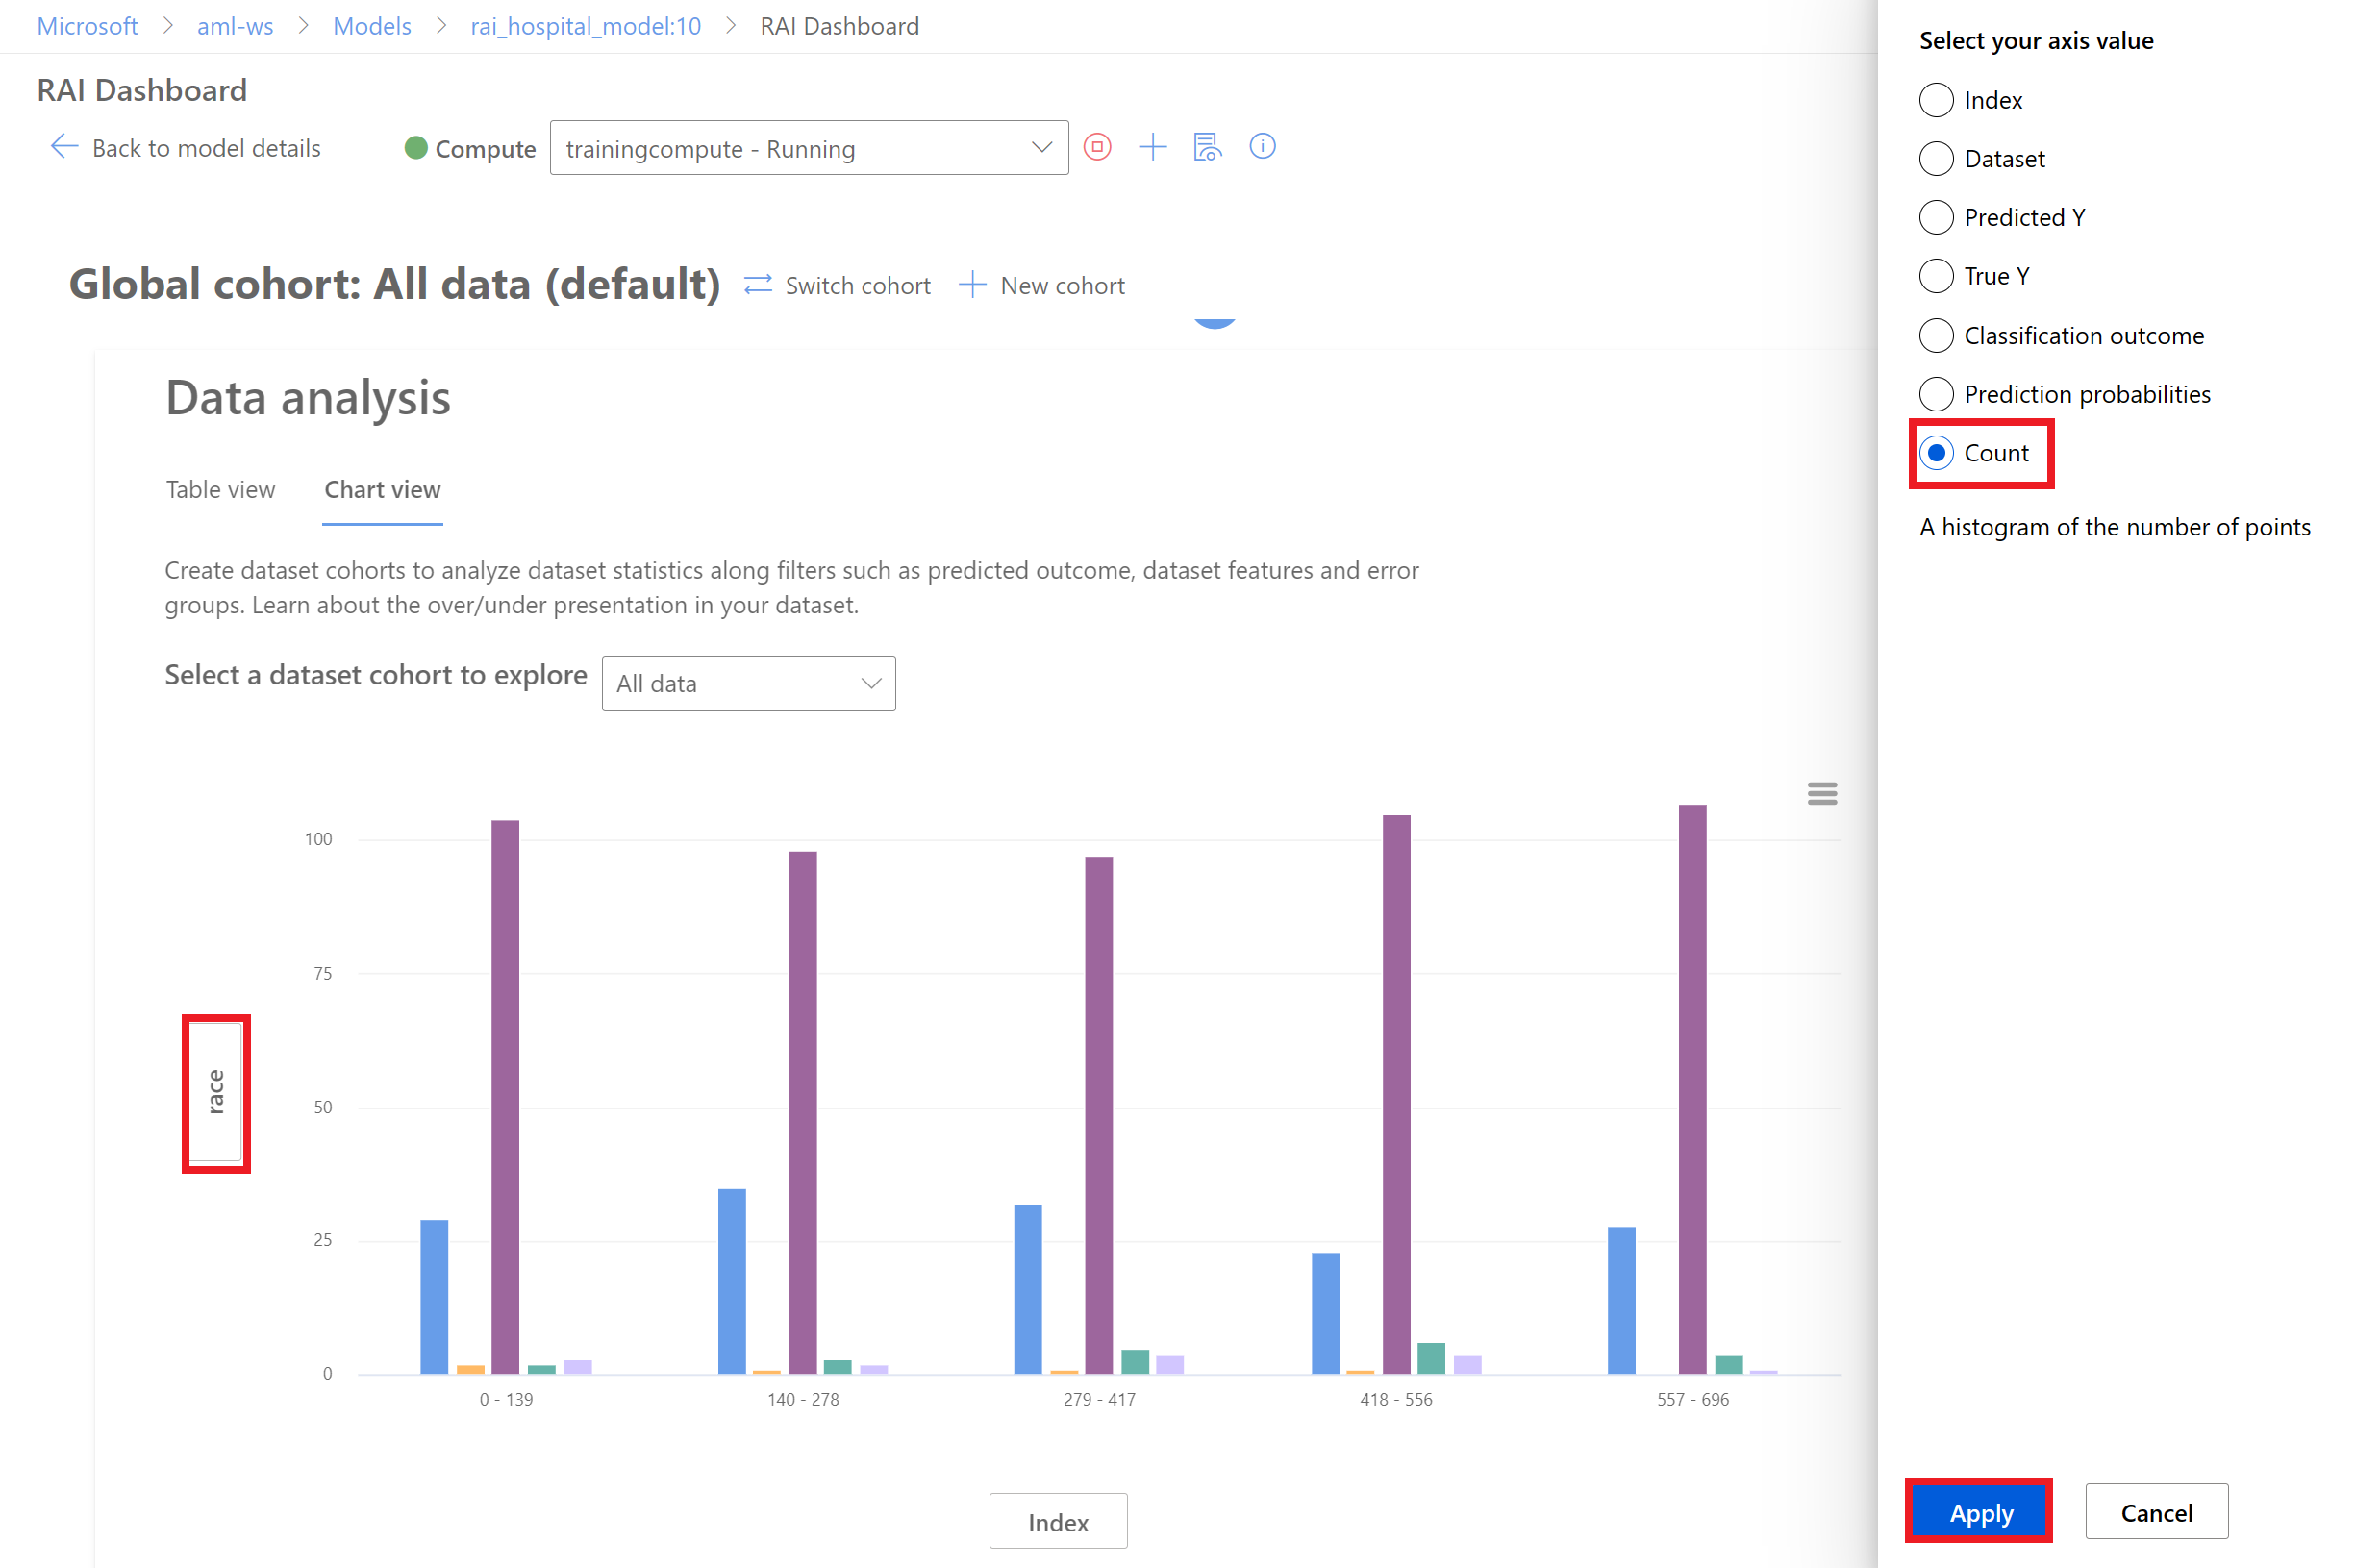 Microsoft > aml-ws > Models > rai_hospital_model:10 > RAI Dashboard
RAI Dashboard
Back to model details
Compute
trainingcompute - Running
Global cohort: All data (default)
Switch cohort
New cohort
Data analysis
Table view
Chart view
Create dataset cohorts to analyze dataset statistics along filters such as predicted outcome, dataset features and error
groups. Learn about the over/under presentation in your dataset.
Select a dataset cohort to explore
All data
race
100
75
50
25
0
0 - 139
140 - 278
279 - 417
418 - 556
557 - 696
Index
Select your axis value
Index
Dataset
Predicted Y
True Y
Classification outcome
Prediction probabilities
Count
A histogram of the number of points
Apply
Cancel